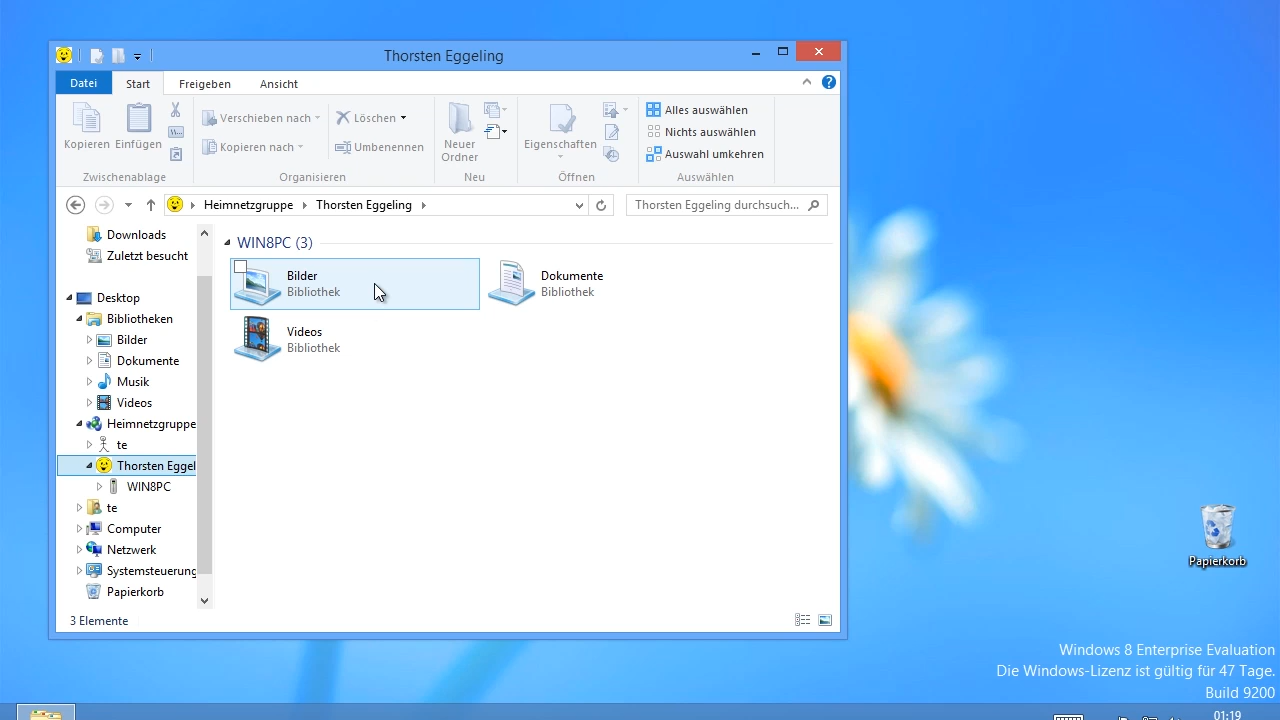 Thorsten Eggeling
Datei Start Freigeben Ansicht
Kopieren Einfügen
Zwischenablage
Verschieben nach
Kopieren nach
Löschen
Umbenennen
Organisieren
Neuer
Ordner
Neu
Eigenschaften
Öffnen
Alles auswählen
Nichts auswählen
Auswahl umkehren
Auswählen
Heimnetzgruppe Thorsten Eggeling
Thorsten Eggeling durchsuch...
Downloads
Zuletzt besucht
Desktop
Bibliotheken
Bilder
Dokumente
Musik
Videos
Heimnetzgruppe
te
Thorsten Eggel
WIN8PC
te
Computer
Netzwerk
Systemsteuerung
Papierkorb
WIN8PC (3)
Bilder
Bibliothek
Dokumente
Bibliothek
Videos
Bibliothek
3 Elemente
Papierkorb
Windows 8 Enterprise Evaluation
Die Windows-Lizenz ist gültig für 47 Tage.
Build 9200
01:19